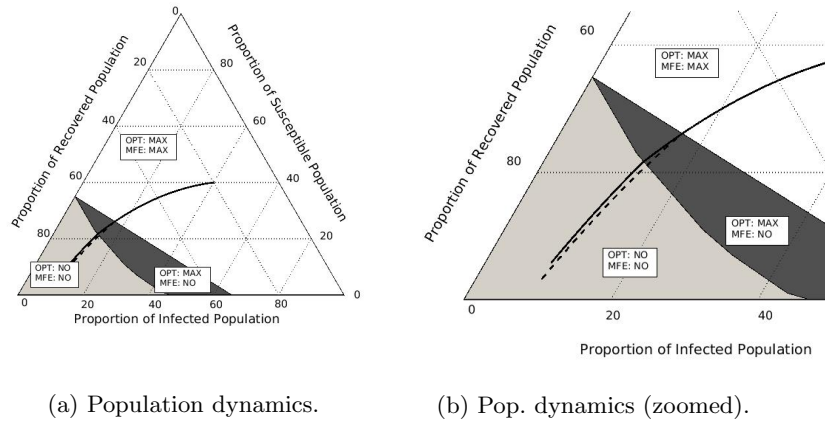 0
20
80
40
60
60
40
80
20
0
0
20
40
60
80
Proportion of Recovered Population
Proportion of Susceptible Population
Proportion of Infected Population
OPT: MAX
MFE: MAX
OPT: NO
MFE: NO
OPT: MAX
MFE: NO
(a) Population dynamics.
60
80
0
20
40
Proportion of Recovered Population
Proportion of Infected Population
OPT: MAX
MFE: MAX
OPT: MAX
MFE: NO
OPT: NO
MFE: NO
(b) Pop. dynamics (zoomed).